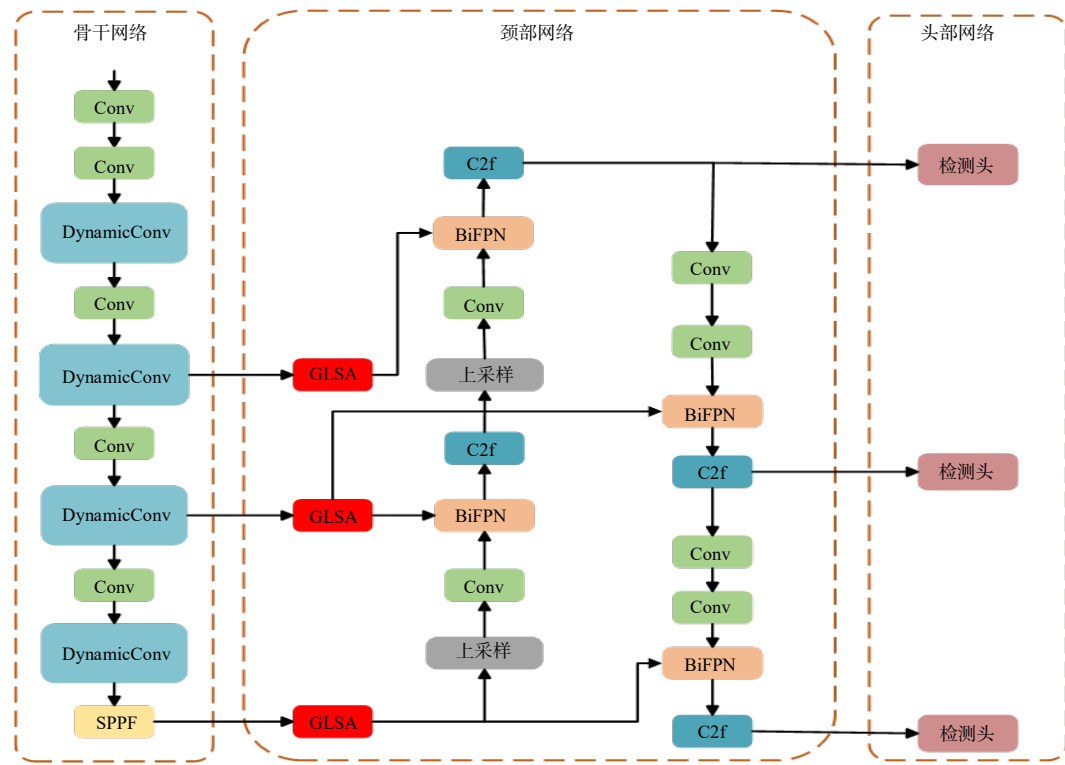 骨干网络
Conv
Conv
DynamicConv
Conv
DynamicConv
Conv
DynamicConv
Conv
DynamicConv
SPPF
颈部网络
C2f
BiFPN
Conv
上采样
GLSA
C2f
GLSA
BiFPN
Conv
上采样
GLSA
Conv
Conv
BiFPN
C2f
Conv
Conv
BiFPN
C2f
头部网络
检测头
检测头
检测头